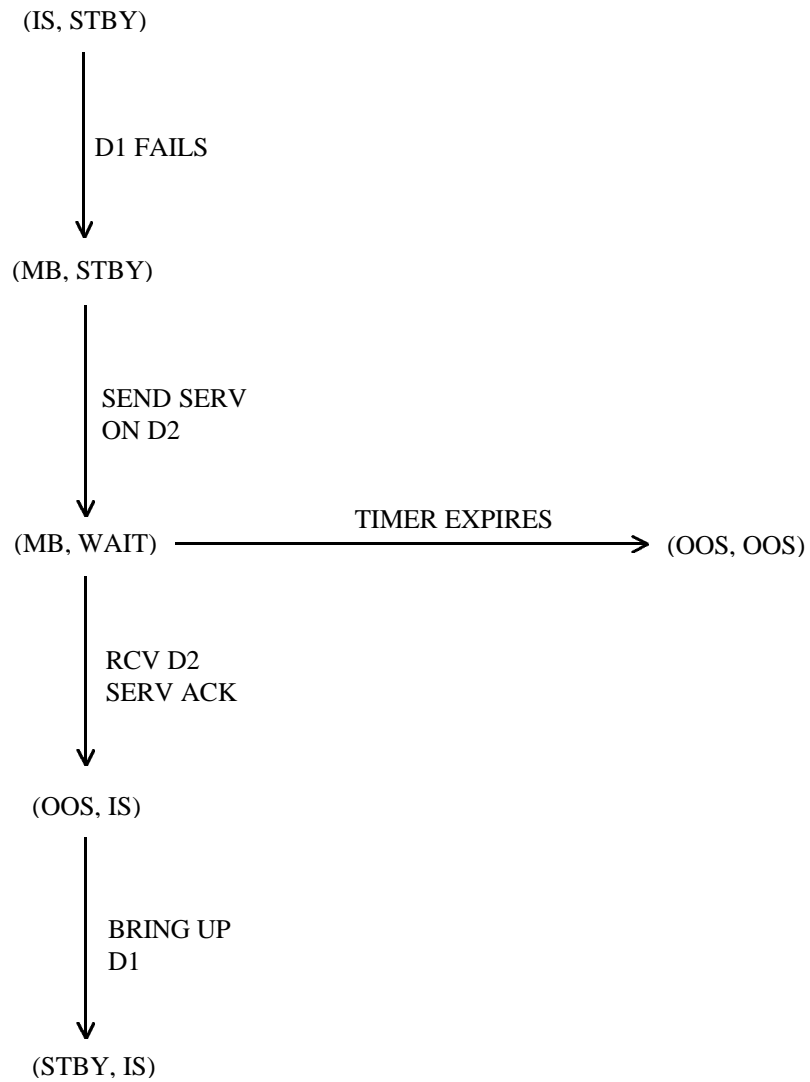 (IS, STBY)
D1 FAILS
(MB, STBY)
SEND SERV
ON D2
(MB, WAIT)
TIMER EXPIRES
(OOS, OOS)
RCV D2
SERV ACK
(OOS, IS)
BRING UP
D1
(STBY, IS)